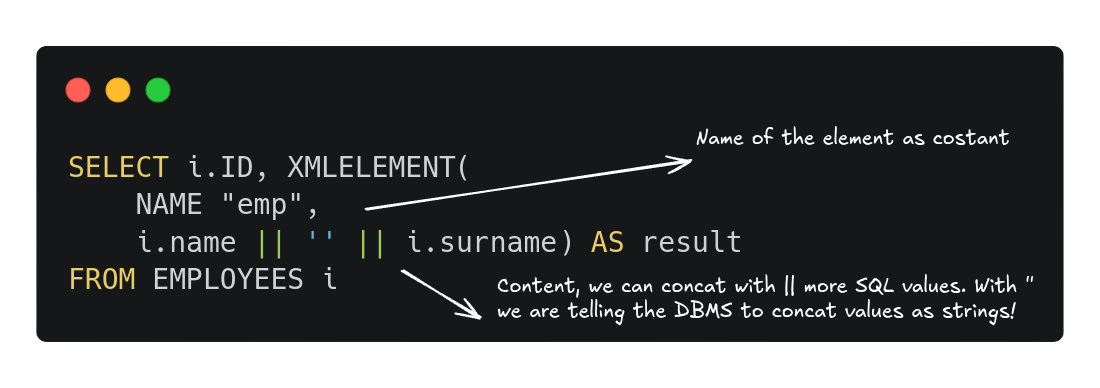 Name of the element as costant
SELECT i.ID, XMLELEMENT(
NAME "emp",
i.name || '' || i.surname) AS result
FROM EMPLOYEES i
Content, we can concat with || more SQL values. With "
we are telling the DBMS to concat values as strings!